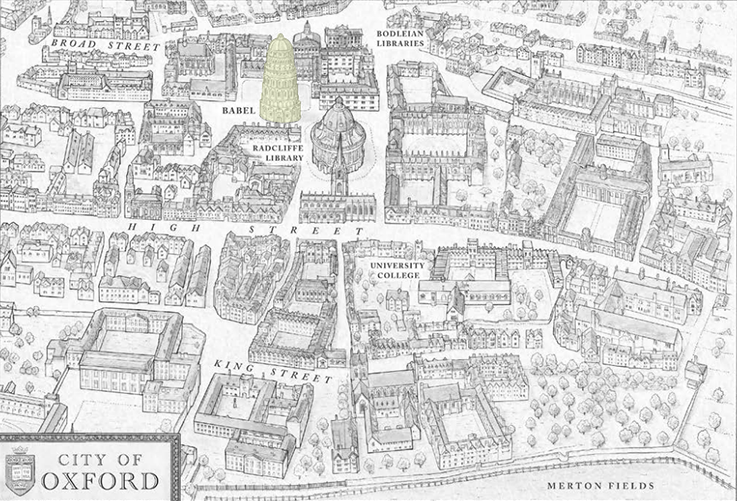 BROAD STREET
BODLEIAN
LIBRARIES
BABEL
RADCLIFFE
LIBRARY
HIGH STREET
UNIVERSITY
COLLEGE
KING STREET
CITY OF
OXFORD
MERTON FIELDS